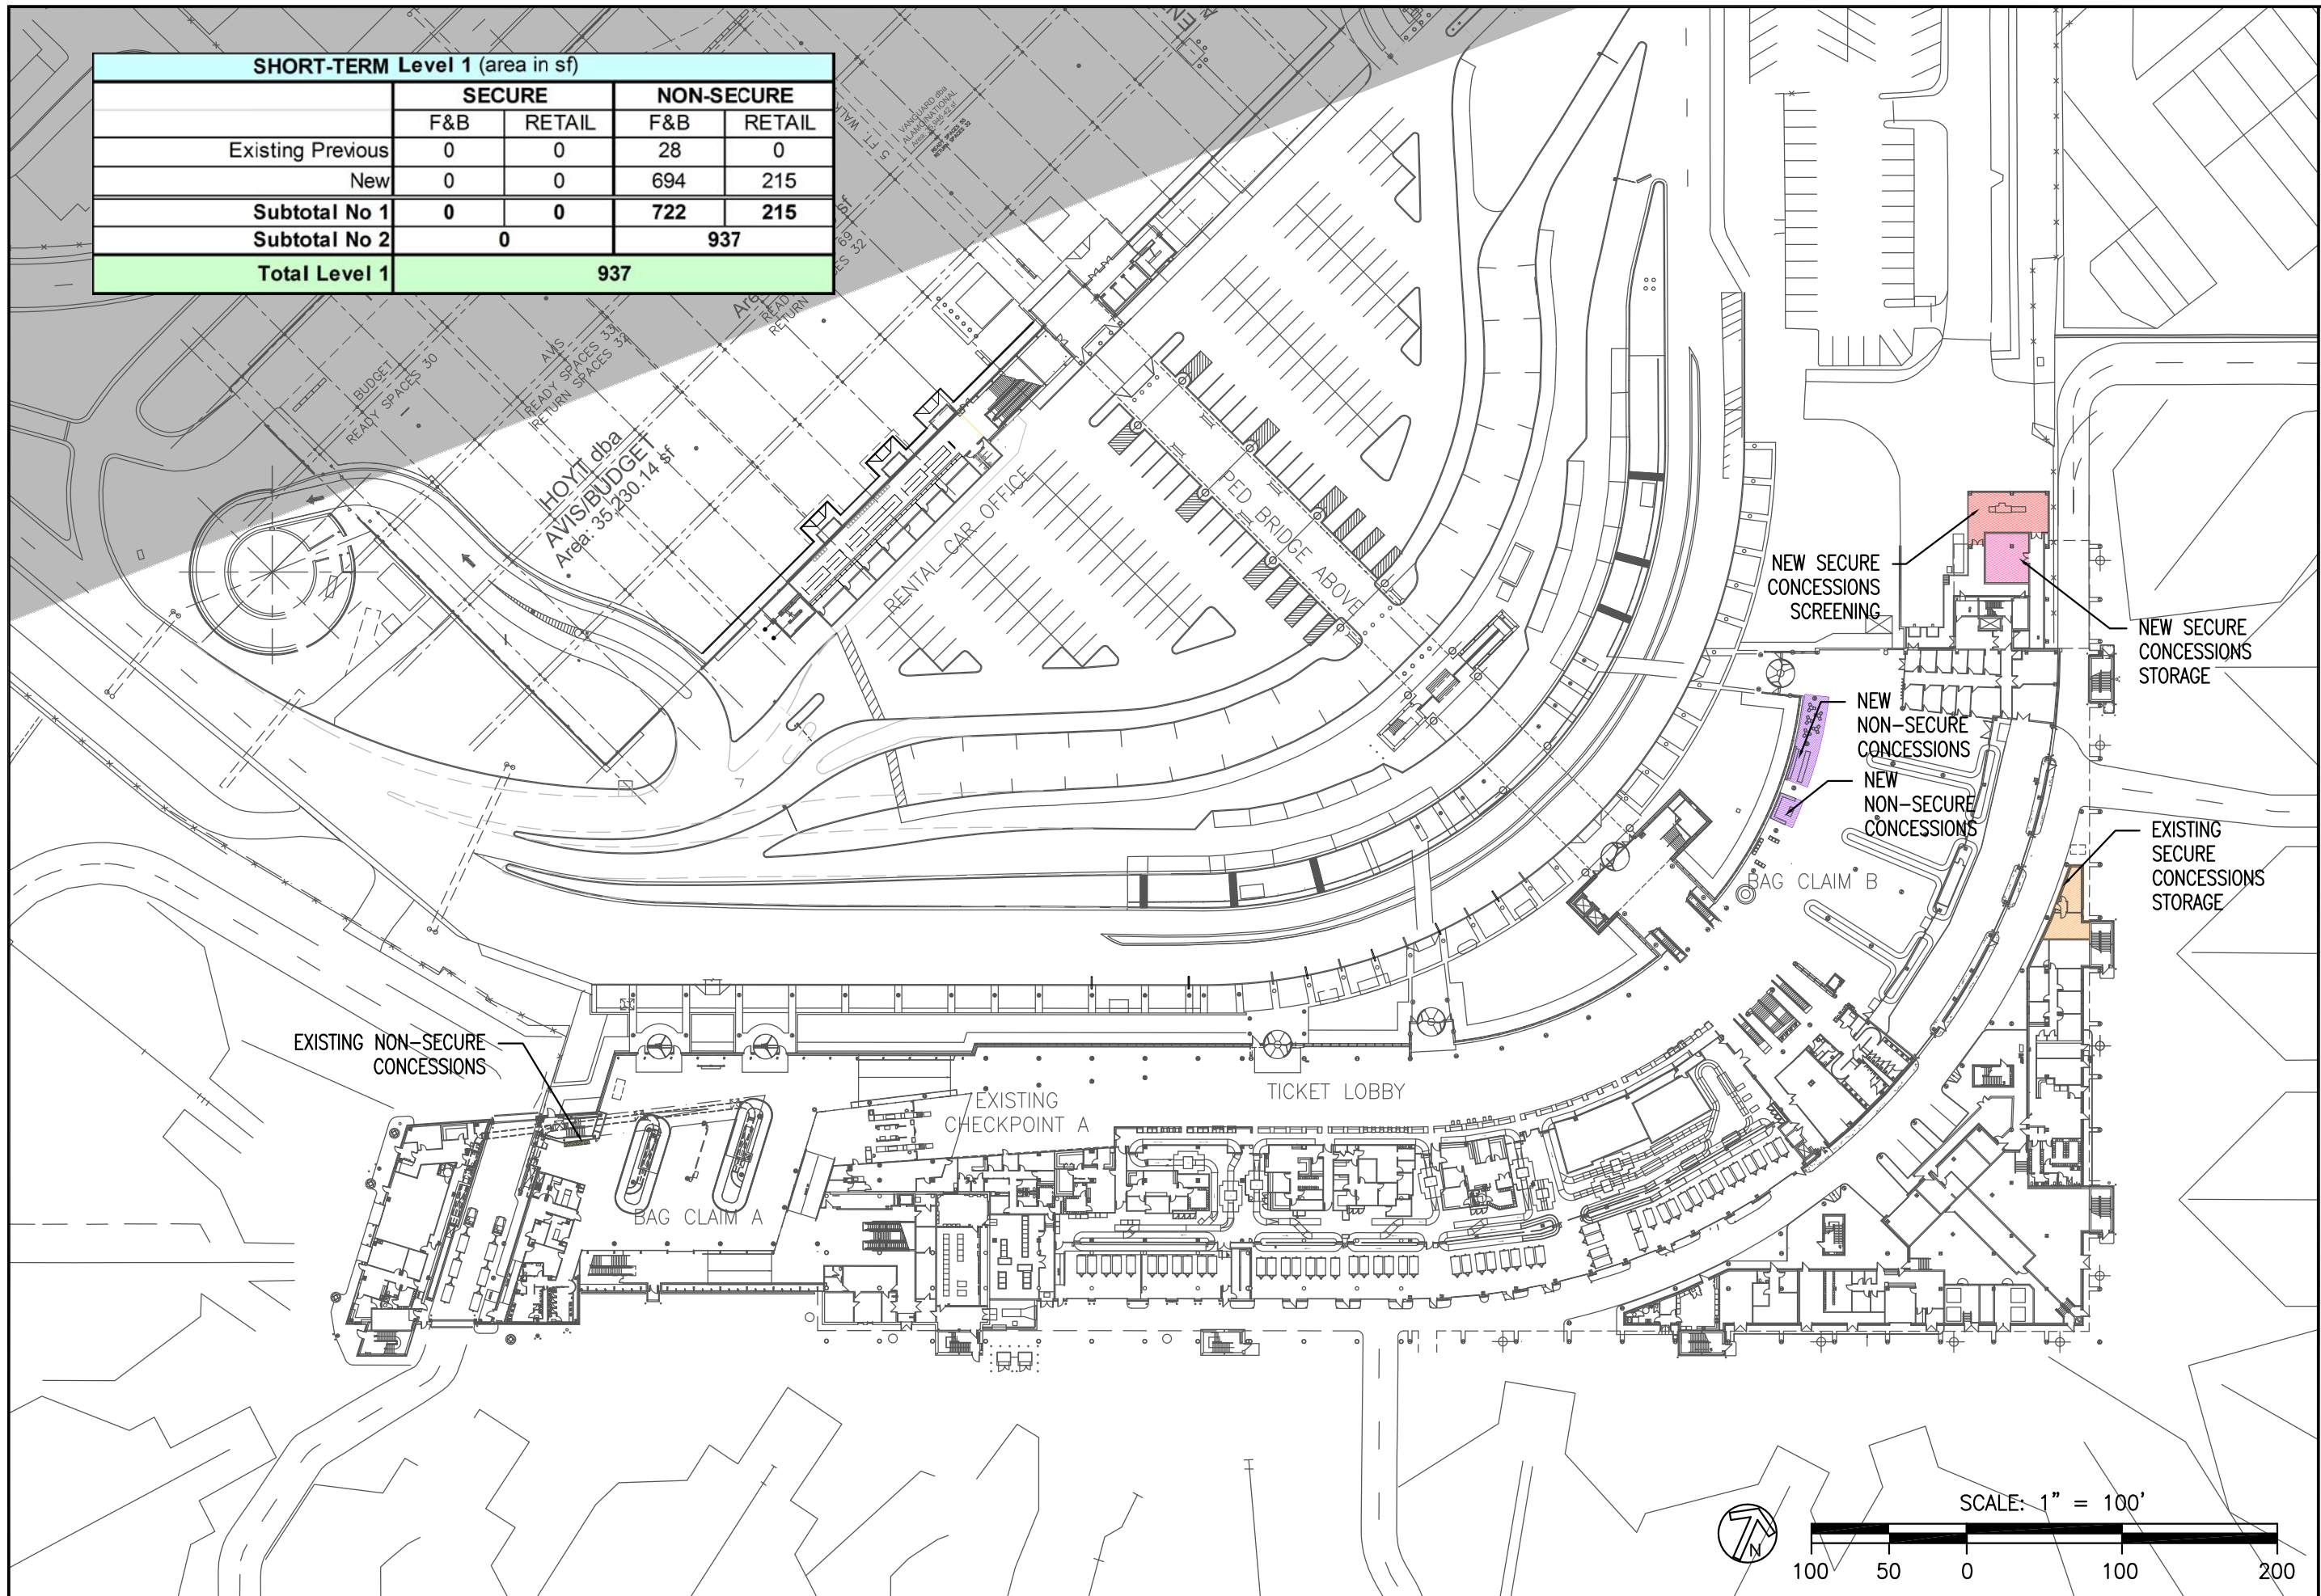 SHORT-TERM Level 1 (area in sf)
SECURE NON-SECURE
F&B RETAIL F&B RETAIL
Existing Previous 0 0 28 0
New 0 0 694 215
Subtotal No 1 0 0 722 215
Subtotal No 2 0 937
Total Level 1 937
VANGUARD dba
ALAMO/NATIONAL
BUDGET
READY SPACES 30
AVIS
READY SPACES 33
RETURN SPACES 32
HOYT dba
AVIS/BUDGET
Area: 35,230.14 sf
RENTAL CAR OFFICE
PED BRIDGE ABOVE
NEW SECURE
CONCESSIONS
SCREENING
NEW SECURE
CONCESSIONS
STORAGE
NEW
NON-SECURE
CONCESSIONS
NEW
NON-SECURE
CONCESSIONS
BAG CLAIM B
EXISTING
SECURE
CONCESSIONS
STORAGE
EXISTING NON-SECURE
CONCESSIONS
EXISTING
CHECKPOINT A
TICKET LOBBY
BAG CLAIM A
SCALE: 1" = 100'
N
100 50 0 100 200